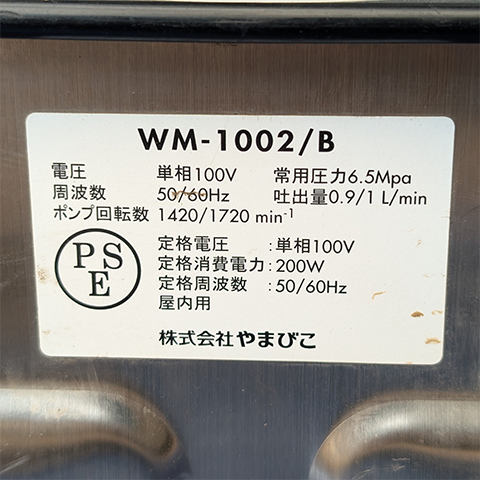 WM-1002/B
電圧 単相100V 常用圧力6.5Mpa
周波数 50/60Hz 吐出量0.9/1 L/min
ポンプ回転数 1420/1720 min⁻¹
PSE
定格電圧 :単相100V
定格消費電力:200W
定格周波数 :50/60Hz
屋内用
株式会社やまびこ